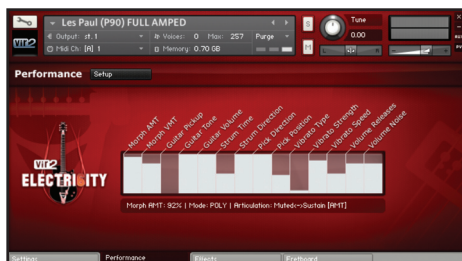 Les Paul (P90) FULL AMPED
Output: st.1 Voices: 0 Max: 257 Purge
Midi Ch: [A] 1 Memory: 0.70 GB
S
M
Tune
0.00
L R
VIR2
Performance Setup
Morph AMT
Morph VMT
Guitar Pickup
Guitar Tone
Guitar Volume
Strum Time
Strum Direction
Pick Direction
Pick Position
Vibrato Type
Vibrato Strength
Vibrato Speed
Volume Releases
Volume Noise
VIR2
ELECTRI6ITY
Morph AMT: 92% | Mode: POLY | Articulation: Muted<->Sustain [AMT]
Settings Performance Effects Fretboard